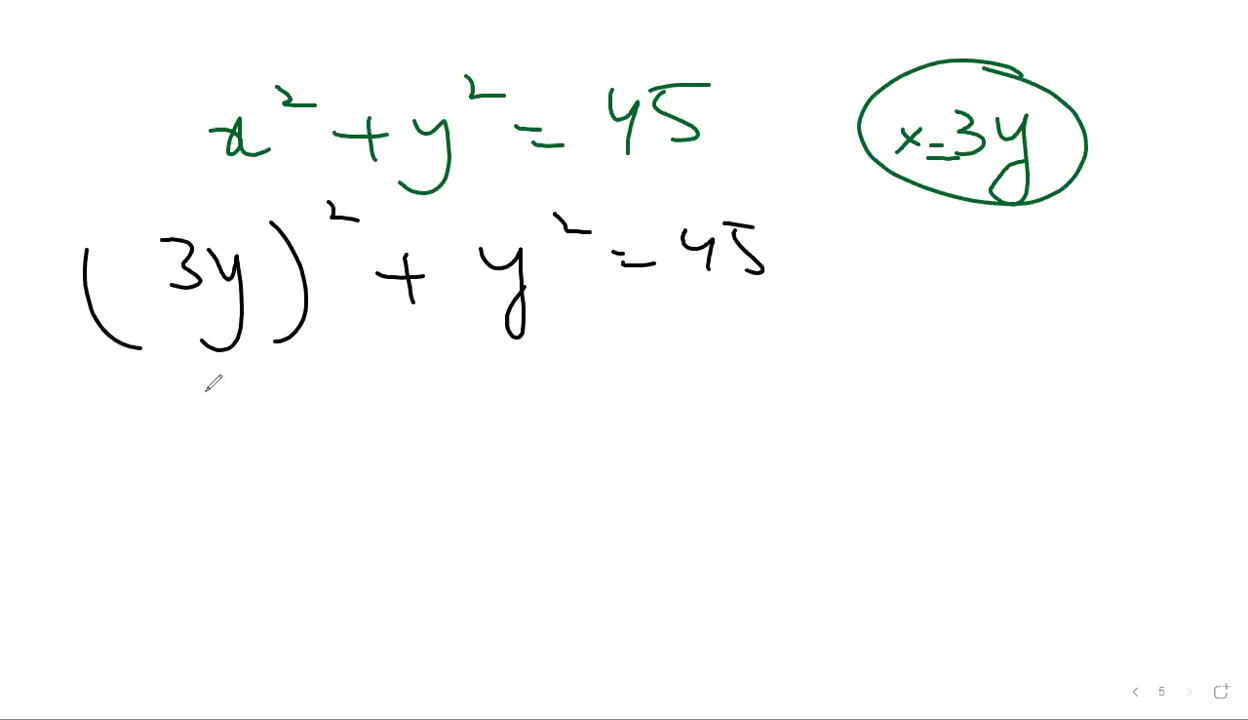 x² + y² = 45
x=3y
(3y)² + y² = 45
5